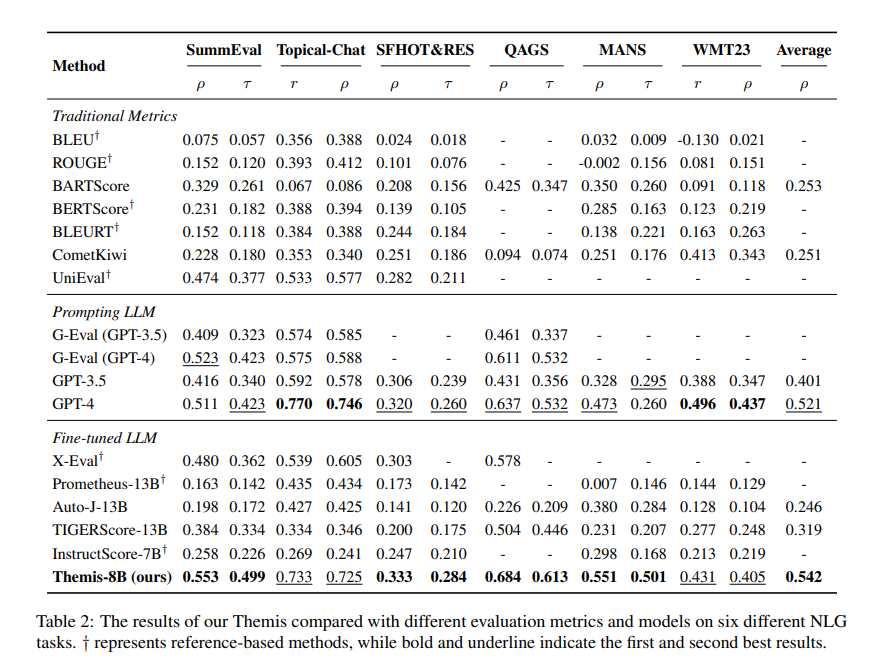 Method SummEval Topical-Chat SFHOT&RES QAGS MANS WMT23 Average
ρ τ r ρ ρ τ ρ τ ρ τ r ρ ρ
Traditional Metrics
BLEU† 0.075 0.057 0.356 0.388 0.024 0.018 - - 0.032 0.009 -0.130 0.021 -
ROUGE† 0.152 0.120 0.393 0.412 0.101 0.076 - - -0.002 0.156 0.081 0.151 -
BARTScore 0.329 0.261 0.067 0.086 0.208 0.156 0.425 0.347 0.350 0.260 0.091 0.118 0.253
BERTScore† 0.231 0.182 0.388 0.394 0.139 0.105 - - 0.285 0.163 0.123 0.219 -
BLEURT† 0.152 0.118 0.384 0.388 0.244 0.184 - - 0.138 0.221 0.163 0.263 -
CometKiwi 0.228 0.180 0.353 0.340 0.251 0.186 0.094 0.074 0.251 0.176 0.413 0.343 0.251
UniEval† 0.474 0.377 0.533 0.577 0.282 0.211 - - - - - - -
Prompting LLM
G-Eval (GPT-3.5) 0.409 0.323 0.574 0.585 - - 0.461 0.337 - - - - -
G-Eval (GPT-4) 0.523 0.423 0.575 0.588 - - 0.611 0.532 - - - - -
GPT-3.5 0.416 0.340 0.592 0.578 0.306 0.239 0.431 0.356 0.328 0.295 0.388 0.347 0.401
GPT-4 0.511 0.423 0.770 0.746 0.320 0.260 0.637 0.532 0.473 0.260 0.496 0.437 0.521
Fine-tuned LLM
X-Eval† 0.480 0.362 0.539 0.605 0.303 - 0.578 - - - - - -
Prometheus-13B† 0.163 0.142 0.435 0.434 0.173 0.142 - - 0.007 0.146 0.144 0.129 -
Auto-J-13B 0.198 0.172 0.427 0.425 0.141 0.120 0.226 0.209 0.380 0.284 0.128 0.104 0.246
TIGERScore-13B 0.384 0.334 0.334 0.346 0.200 0.175 0.504 0.446 0.231 0.207 0.277 0.248 0.319
InstructScore-7B† 0.258 0.226 0.269 0.241 0.247 0.210 - - 0.298 0.168 0.213 0.219 -
Themis-8B (ours) 0.553 0.499 0.733 0.725 0.333 0.284 0.684 0.613 0.551 0.501 0.431 0.405 0.542
Table 2: The results of our Themis compared with different evaluation metrics and models on six different NLG
tasks. † represents reference-based methods, while bold and underline indicate the first and second best results.